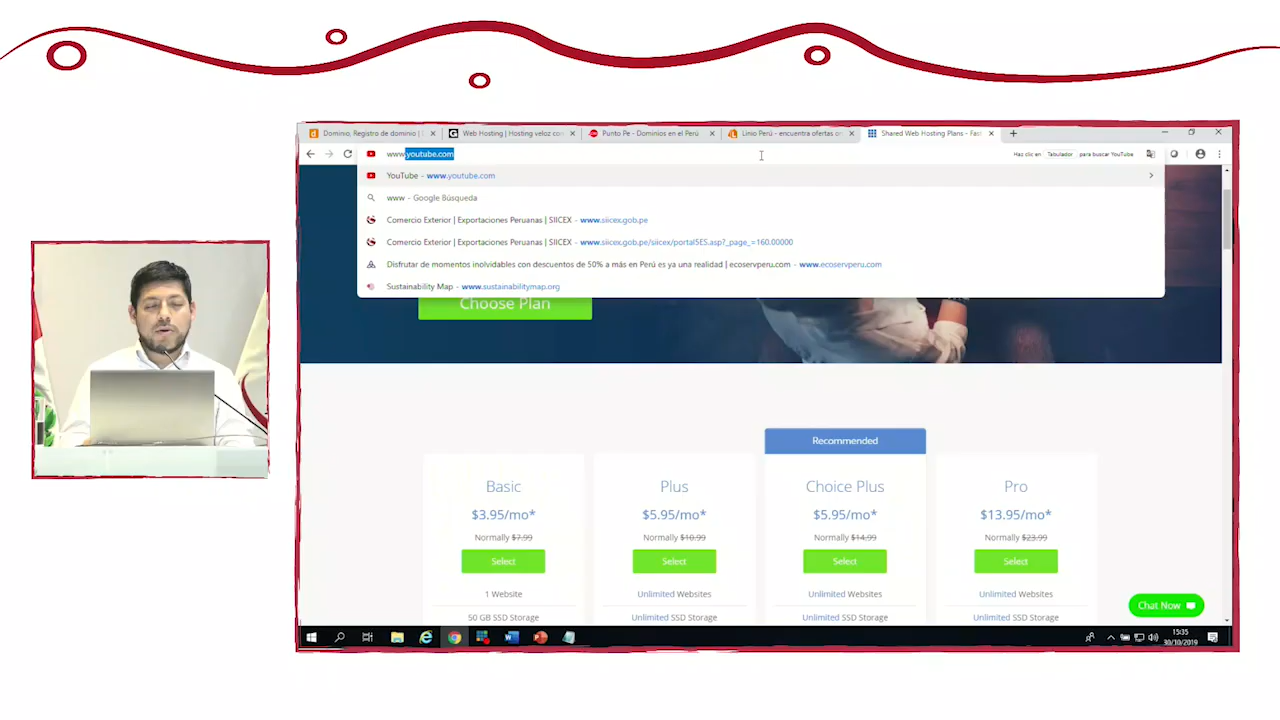 Dominio, Registro de dominio |
Web Hosting | Hosting veloz co
Punto Pe - Dominios en el Perú
Linio Perú - encuentra ofertas o
Shared Web Hosting Plans - Fas
www.youtube.com
Haz clic en Tabulador para buscar YouTube
YouTube - www.youtube.com
www - Google Búsqueda
Comercio Exterior | Exportaciones Peruanas | SIICEX - www.siicex.gob.pe
Comercio Exterior | Exportaciones Peruanas | SIICEX - www.siicex.gob.pe/siicex/portal5ES.asp?_page_=160.00000
Disfrutar de momentos inolvidables con descuentos de 50% a más en Perú es ya una realidad | ecoservperu.com - www.ecoservperu.com
Sustainability Map - www.sustainabilitymap.org
Choose Plan
Recommended
Basic
Plus
Choice Plus
Pro
$3.95/mo*
$5.95/mo*
$5.95/mo*
$13.95/mo*
Normally $7.99
Normally $10.99
Normally $14.99
Normally $23.99
Select
Select
Select
Select
1 Website
Unlimited Websites
Unlimited Websites
Unlimited Websites
50 GB SSD Storage
Unlimited SSD Storage
Unlimited SSD Storage
Unlimited SSD Storage
Chat Now
15:35
30/10/2019